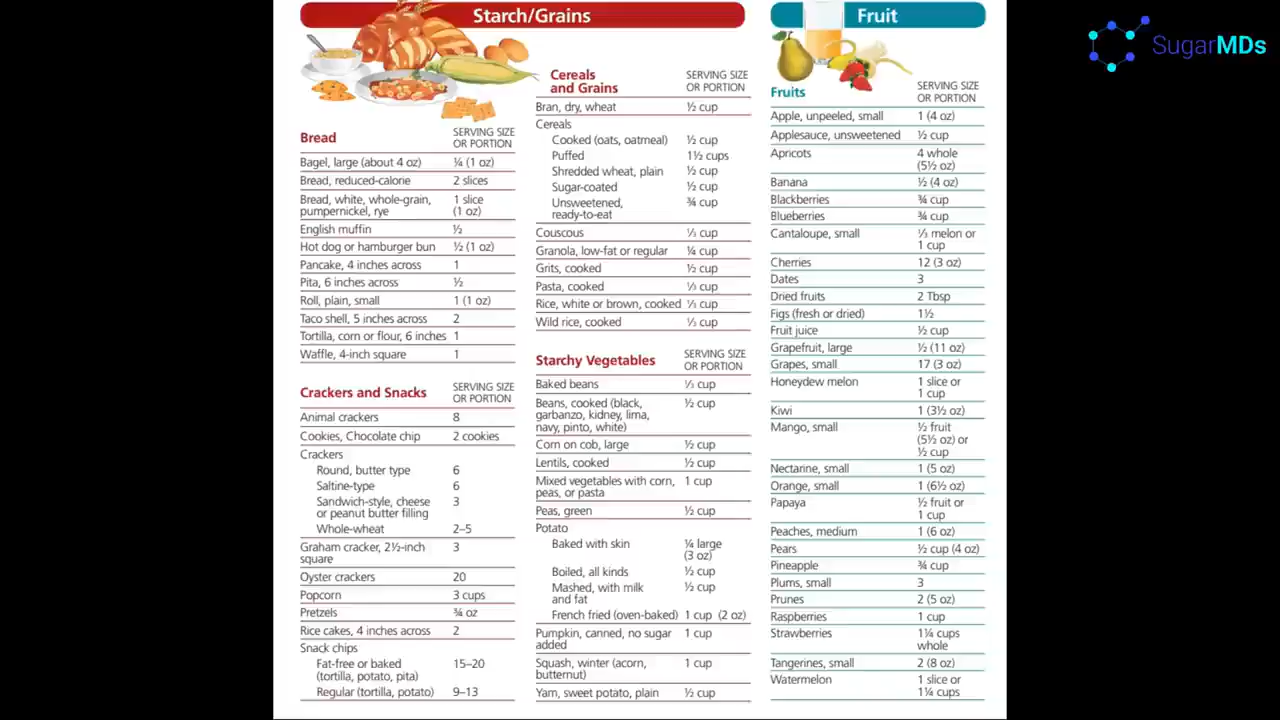 Starch/Grains
Bread SERVING SIZE OR PORTION
Bagel, large (about 4 oz) ¼ (1 oz)
Bread, reduced-calorie 2 slices
Bread, white, whole-grain, 1 slice
pumpernickel, rye (1 oz)
English muffin ½
Hot dog or hamburger bun ½ (1 oz)
Pancake, 4 inches across 1
Pita, 6 inches across ½
Roll, plain, small 1 (1 oz)
Taco shell, 5 inches across 2
Tortilla, corn or flour, 6 inches 1
Waffle, 4-inch square 1
Crackers and Snacks SERVING SIZE OR PORTION
Animal crackers 8
Cookies, Chocolate chip 2 cookies
Crackers
Round, butter type 6
Saltine-type 6
Sandwich-style, cheese 3
or peanut butter filling
Whole-wheat 2–5
Graham cracker, 2½-inch 3
square
Oyster crackers 20
Popcorn 3 cups
Pretzels ¾ oz
Rice cakes, 4 inches across 2
Snack chips
Fat-free or baked 15–20
(tortilla, potato, pita)
Regular (tortilla, potato) 9–13
Cereals and Grains SERVING SIZE OR PORTION
Bran, dry, wheat ½ cup
Cereals
Cooked (oats, oatmeal) ½ cup
Puffed 1½ cups
Shredded wheat, plain ½ cup
Sugar-coated ½ cup
Unsweetened, ¾ cup
ready-to-eat
Couscous ⅓ cup
Granola, low-fat or regular ¼ cup
Grits, cooked ½ cup
Pasta, cooked ⅓ cup
Rice, white or brown, cooked ⅓ cup
Wild rice, cooked ⅓ cup
Starchy Vegetables SERVING SIZE OR PORTION
Baked beans ⅓ cup
Beans, cooked (black, ½ cup
garbanzo, kidney, lima,
navy, pinto, white)
Corn on cob, large ½ cup
Lentils, cooked ½ cup
Mixed vegetables with corn, 1 cup
peas, or pasta
Peas, green ½ cup
Potato
Baked with skin ¼ large
(3 oz)
Boiled, all kinds ½ cup
Mashed, with milk ½ cup
and fat
French fried (oven-baked) 1 cup (2 oz)
Pumpkin, canned, no sugar 1 cup
added
Squash, winter (acorn, 1 cup
butternut)
Yam, sweet potato, plain ½ cup
Fruit
Fruits SERVING SIZE OR PORTION
Apple, unpeeled, small 1 (4 oz)
Applesauce, unsweetened ½ cup
Apricots 4 whole
(5½ oz)
Banana ½ (4 oz)
Blackberries ¾ cup
Blueberries ¾ cup
Cantaloupe, small ⅓ melon or
1 cup
Cherries 12 (3 oz)
Dates 3
Dried fruits 2 Tbsp
Figs (fresh or dried) 1½
Fruit juice ½ cup
Grapefruit, large ½ (11 oz)
Grapes, small 17 (3 oz)
Honeydew melon 1 slice or
1 cup
Kiwi 1 (3½ oz)
Mango, small ½ fruit
(5½ oz) or
½ cup
Nectarine, small 1 (5 oz)
Orange, small 1 (6½ oz)
Papaya ½ fruit or
1 cup
Peaches, medium 1 (6 oz)
Pears ½ cup (4 oz)
Pineapple ¾ cup
Plums, small 3
Prunes 2 (5 oz)
Raspberries 1 cup
Strawberries 1¼ cups
whole
Tangerines, small 2 (8 oz)
Watermelon 1 slice or
1¼ cups
SugarMDs